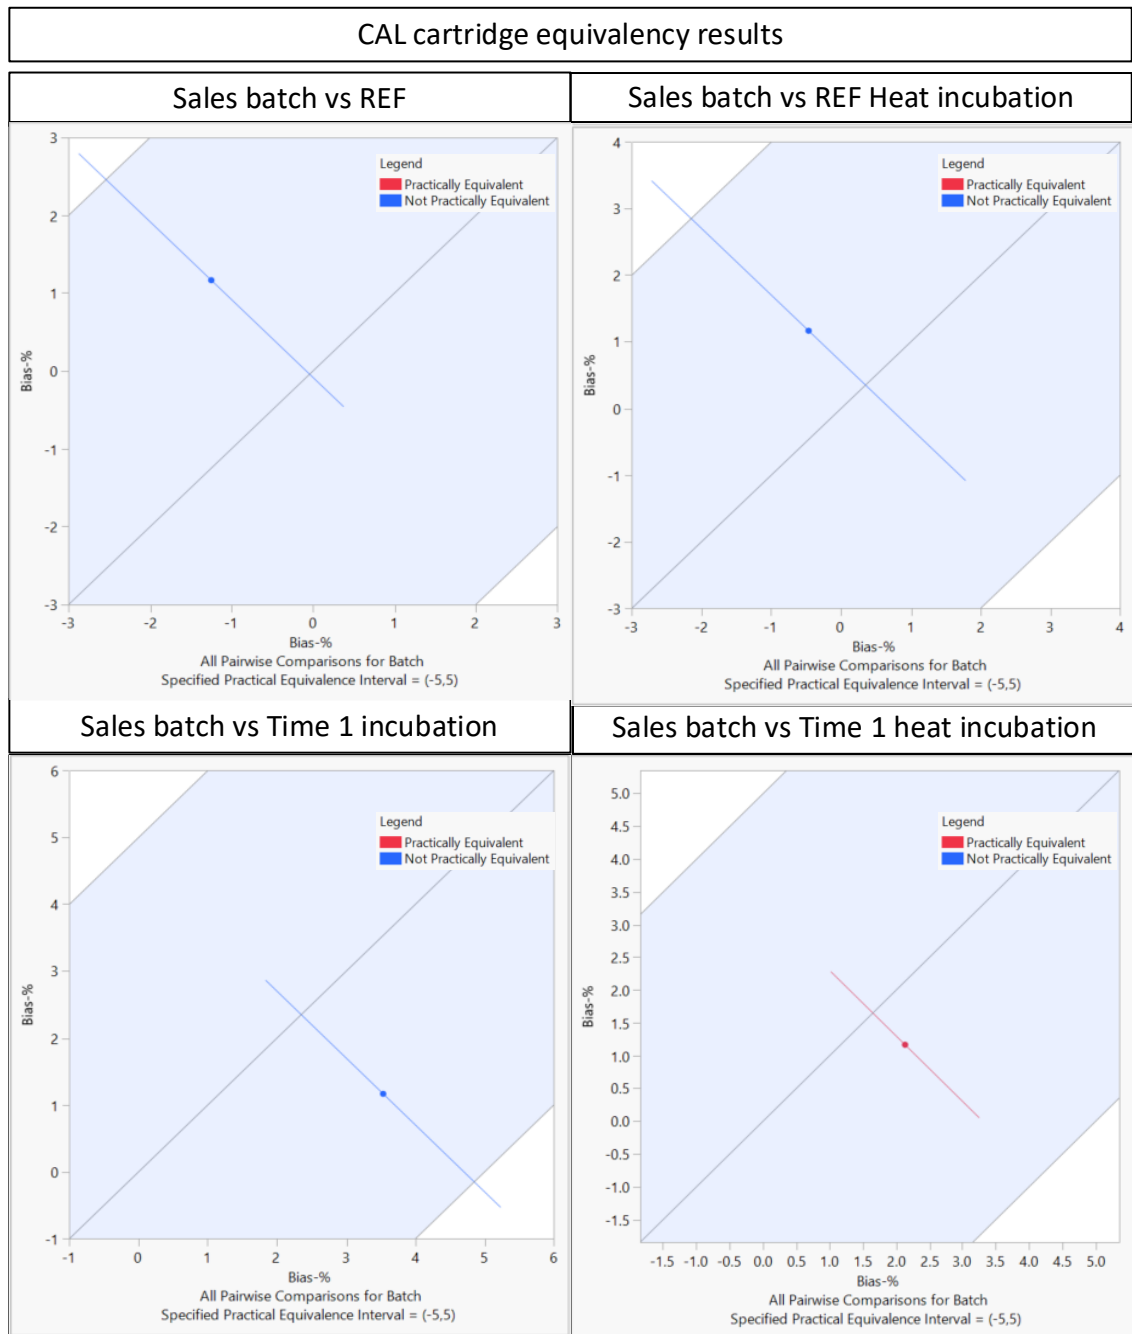 CAL cartridge equivalency results
Sales batch vs REF
Sales batch vs REF Heat incubation
3
2
1
0
-1
-2
-3
Bias-%
Legend
Practically Equivalent
Not Practically Equivalent
-3 -2 -1 0 1 2 3
Bias-%
All Pairwise Comparisons for Batch
Specified Practical Equivalence Interval = (-5,5)
4
3
2
1
0
-1
-2
-3
Bias-%
Legend
Practically Equivalent
Not Practically Equivalent
-3 -2 -1 0 1 2 3 4
Bias-%
All Pairwise Comparisons for Batch
Specified Practical Equivalence Interval = (-5,5)
Sales batch vs Time 1 incubation
Sales batch vs Time 1 heat incubation
6
5
4
3
2
1
0
-1
Bias-%
Legend
Practically Equivalent
Not Practically Equivalent
-1 0 1 2 3 4 5 6
Bias-%
All Pairwise Comparisons for Batch
Specified Practical Equivalence Interval = (-5,5)
5.0
4.5
4.0
3.5
3.0
2.5
2.0
1.5
1.0
0.5
0.0
-0.5
-1.0
-1.5
Bias-%
Legend
Practically Equivalent
Not Practically Equivalent
-1.5 -1.0 -0.5 0.0 0.5 1.0 1.5 2.0 2.5 3.0 3.5 4.0 4.5 5.0
Bias-%
All Pairwise Comparisons for Batch
Specified Practical Equivalence Interval = (-5,5)